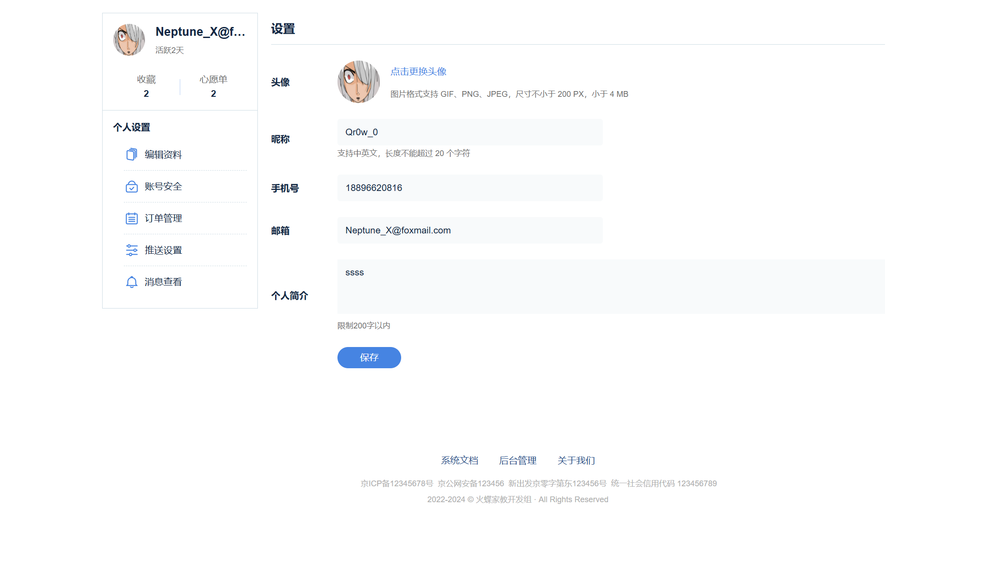 Neptune_X@f...
活跃2天
收藏
2
心愿单
2
个人设置
编辑资料
账号安全
订单管理
推送设置
消息查看
设置
头像
点击更换头像
图片格式支持 GIF、PNG、JPEG，尺寸不小于 200 PX，小于 4 MB
昵称
Qr0w_0
支持中英文，长度不能超过 20 个字符
手机号
18896620816
邮箱
Neptune_X@foxmail.com
个人简介
ssss
限制200字以内
保存
系统文档 后台管理 关于我们
京ICP备12345678号 京公网安备123456 新出发京零字第东123456号 统一社会信用代码 123456789
2022-2024 © 火蝶家教开发组 · All Rights Reserved